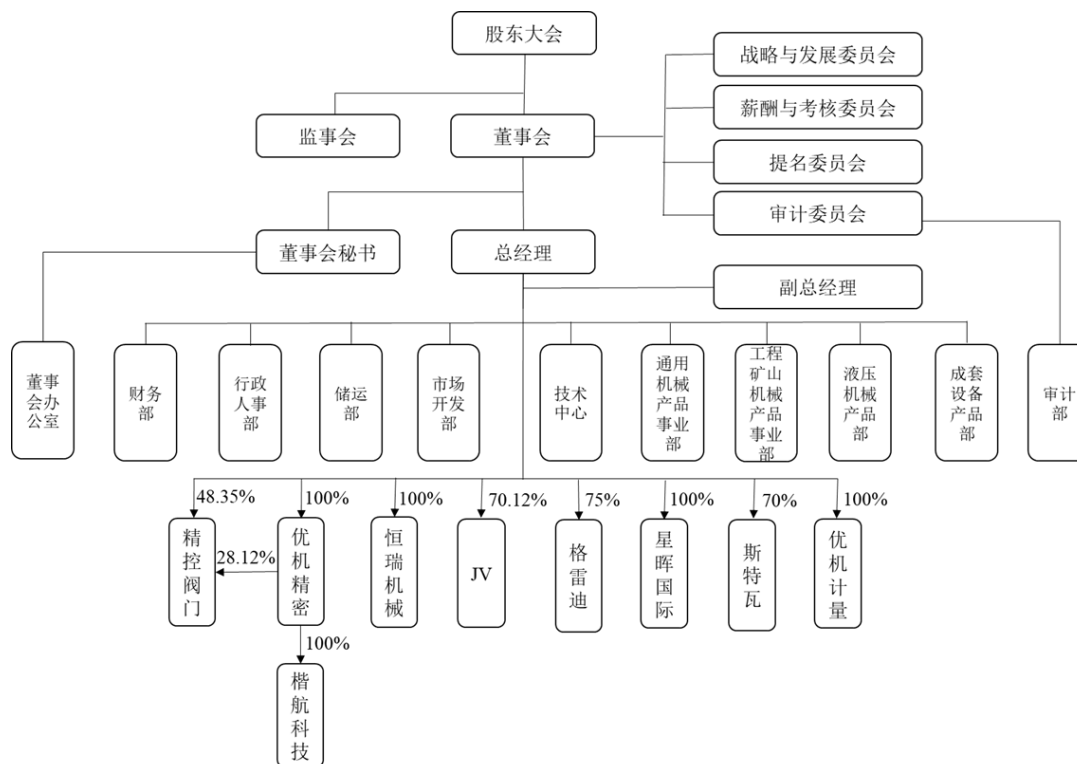 股东大会
战略与发展委员会
薪酬与考核委员会
监事会
董事会
提名委员会
审计委员会
董事会秘书
总经理
副总经理
董事
会办
公室
财务
部
行政
人事
部
储运
部
市场
开发
部
技术
中心
通用
机械
产品
事业
部
工程
矿山
机械
产品
事业
部
液压
机械
产品
部
成套
设备
产品
部
审计
部
48.35%
100%
100%
70.12%
75%
100%
70%
100%
精
控
阀
门
28.12%
优
机
精
密
恒
瑞
机
械
JV
格
雷
迪
星
晖
国
际
斯
特
瓦
优
机
计
量
100%
楷
航
科
技